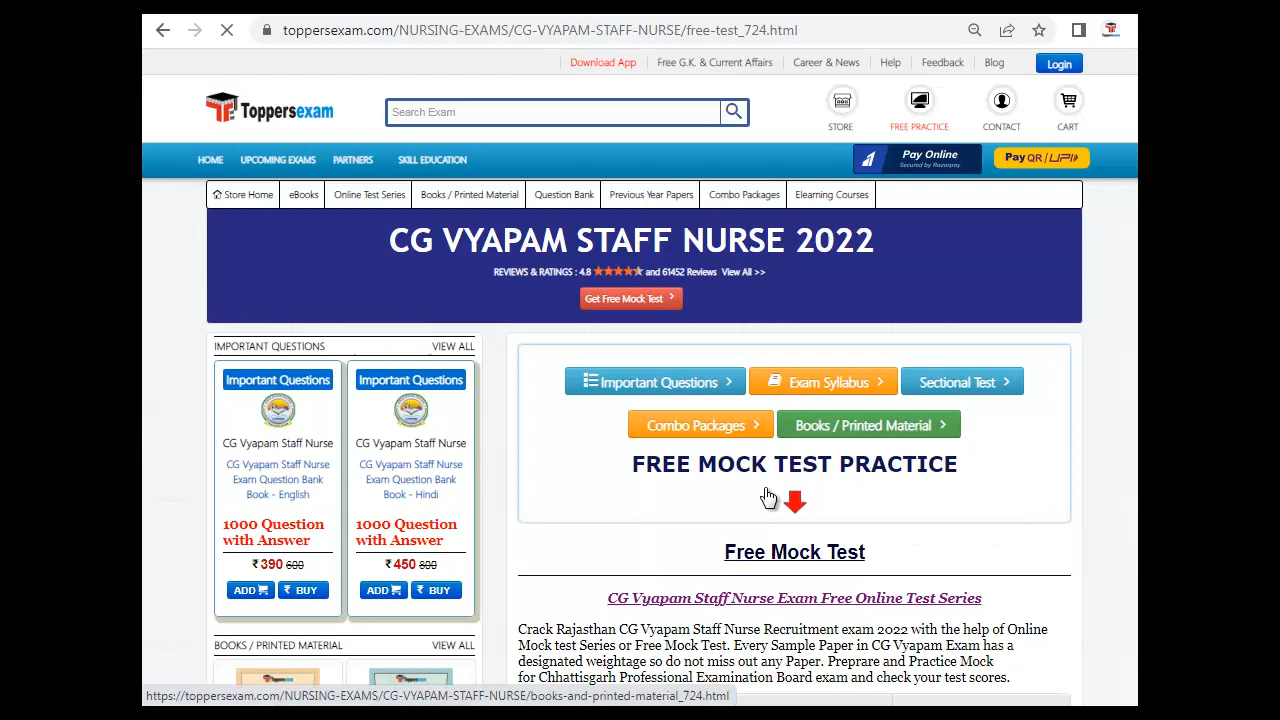 toppersexam.com/NURSING-EXAMS/CG-VYAPAM-STAFF-NURSE/free-test_724.html
Download App Free G.K. & Current Affairs Career & News Help Feedback Blog Login
Toppersexam
Search Exam
STORE FREE PRACTICE CONTACT CART
HOME UPCOMING EXAMS PARTNERS SKILL EDUCATION
Pay Online
Secured by Razorpay
Pay QR / UPI
Store Home eBooks Online Test Series Books / Printed Material Question Bank Previous Year Papers Combo Packages Elearning Courses
CG VYAPAM STAFF NURSE 2022
REVIEWS & RATINGS : 4.8 and 61452 Reviews View All >>
Get Free Mock Test
IMPORTANT QUESTIONS VIEW ALL
Important Questions
CG Vyapam Staff Nurse
CG Vyapam Staff Nurse
Exam Question Bank
Book - English
1000 Question
with Answer
₹ 390 600
ADD ₹ BUY
Important Questions
CG Vyapam Staff Nurse
CG Vyapam Staff Nurse
Exam Question Bank
Book - Hindi
1000 Question
with Answer
₹ 450 800
ADD ₹ BUY
BOOKS / PRINTED MATERIAL VIEW ALL
Important Questions Exam Syllabus Sectional Test
Combo Packages Books / Printed Material
FREE MOCK TEST PRACTICE
Free Mock Test
CG Vyapam Staff Nurse Exam Free Online Test Series
Crack Rajasthan CG Vyapam Staff Nurse Recruitment exam 2022 with the help of Online
Mock test Series or Free Mock Test. Every Sample Paper in CG Vyapam Exam has a
designated weightage so do not miss out any Paper. Preprare and Practice Mock
for Chhattisgarh Professional Examination Board exam and check your test scores.
https://toppersexam.com/NURSING-EXAMS/CG-VYAPAM-STAFF-NURSE/books-and-printed-material_724.html